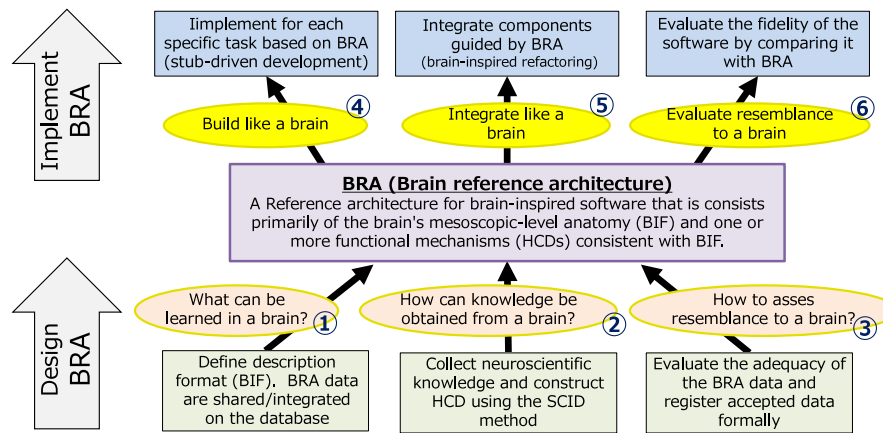 Implement
BRA
Iimplement for each
specific task based on BRA
(stub-driven development)
Integrate components
guided by BRA
(brain-inspired refactoring)
Evaluate the fidelity of the
software by comparing it
with BRA
④
Build like a brain
⑤
Integrate like a
brain
⑥
Evaluate resemblance
to a brain
BRA (Brain reference architecture)
A Reference architecture for brain-inspired software that is consists
primarily of the brain's mesoscopic-level anatomy (BIF) and one or
more functional mechanisms (HCDs) consistent with BIF.
Design
BRA
What can be
learned in a brain?
①
How can knowledge be
obtained from a brain?
②
How to asses
resemblance to a brain?
③
Define description
format (BIF).  BRA data
are shared/integrated
on the database
Collect neuroscientific
knowledge and construct
HCD using the SCID
method
Evaluate the adequacy of
the BRA data and
register accepted data
formally